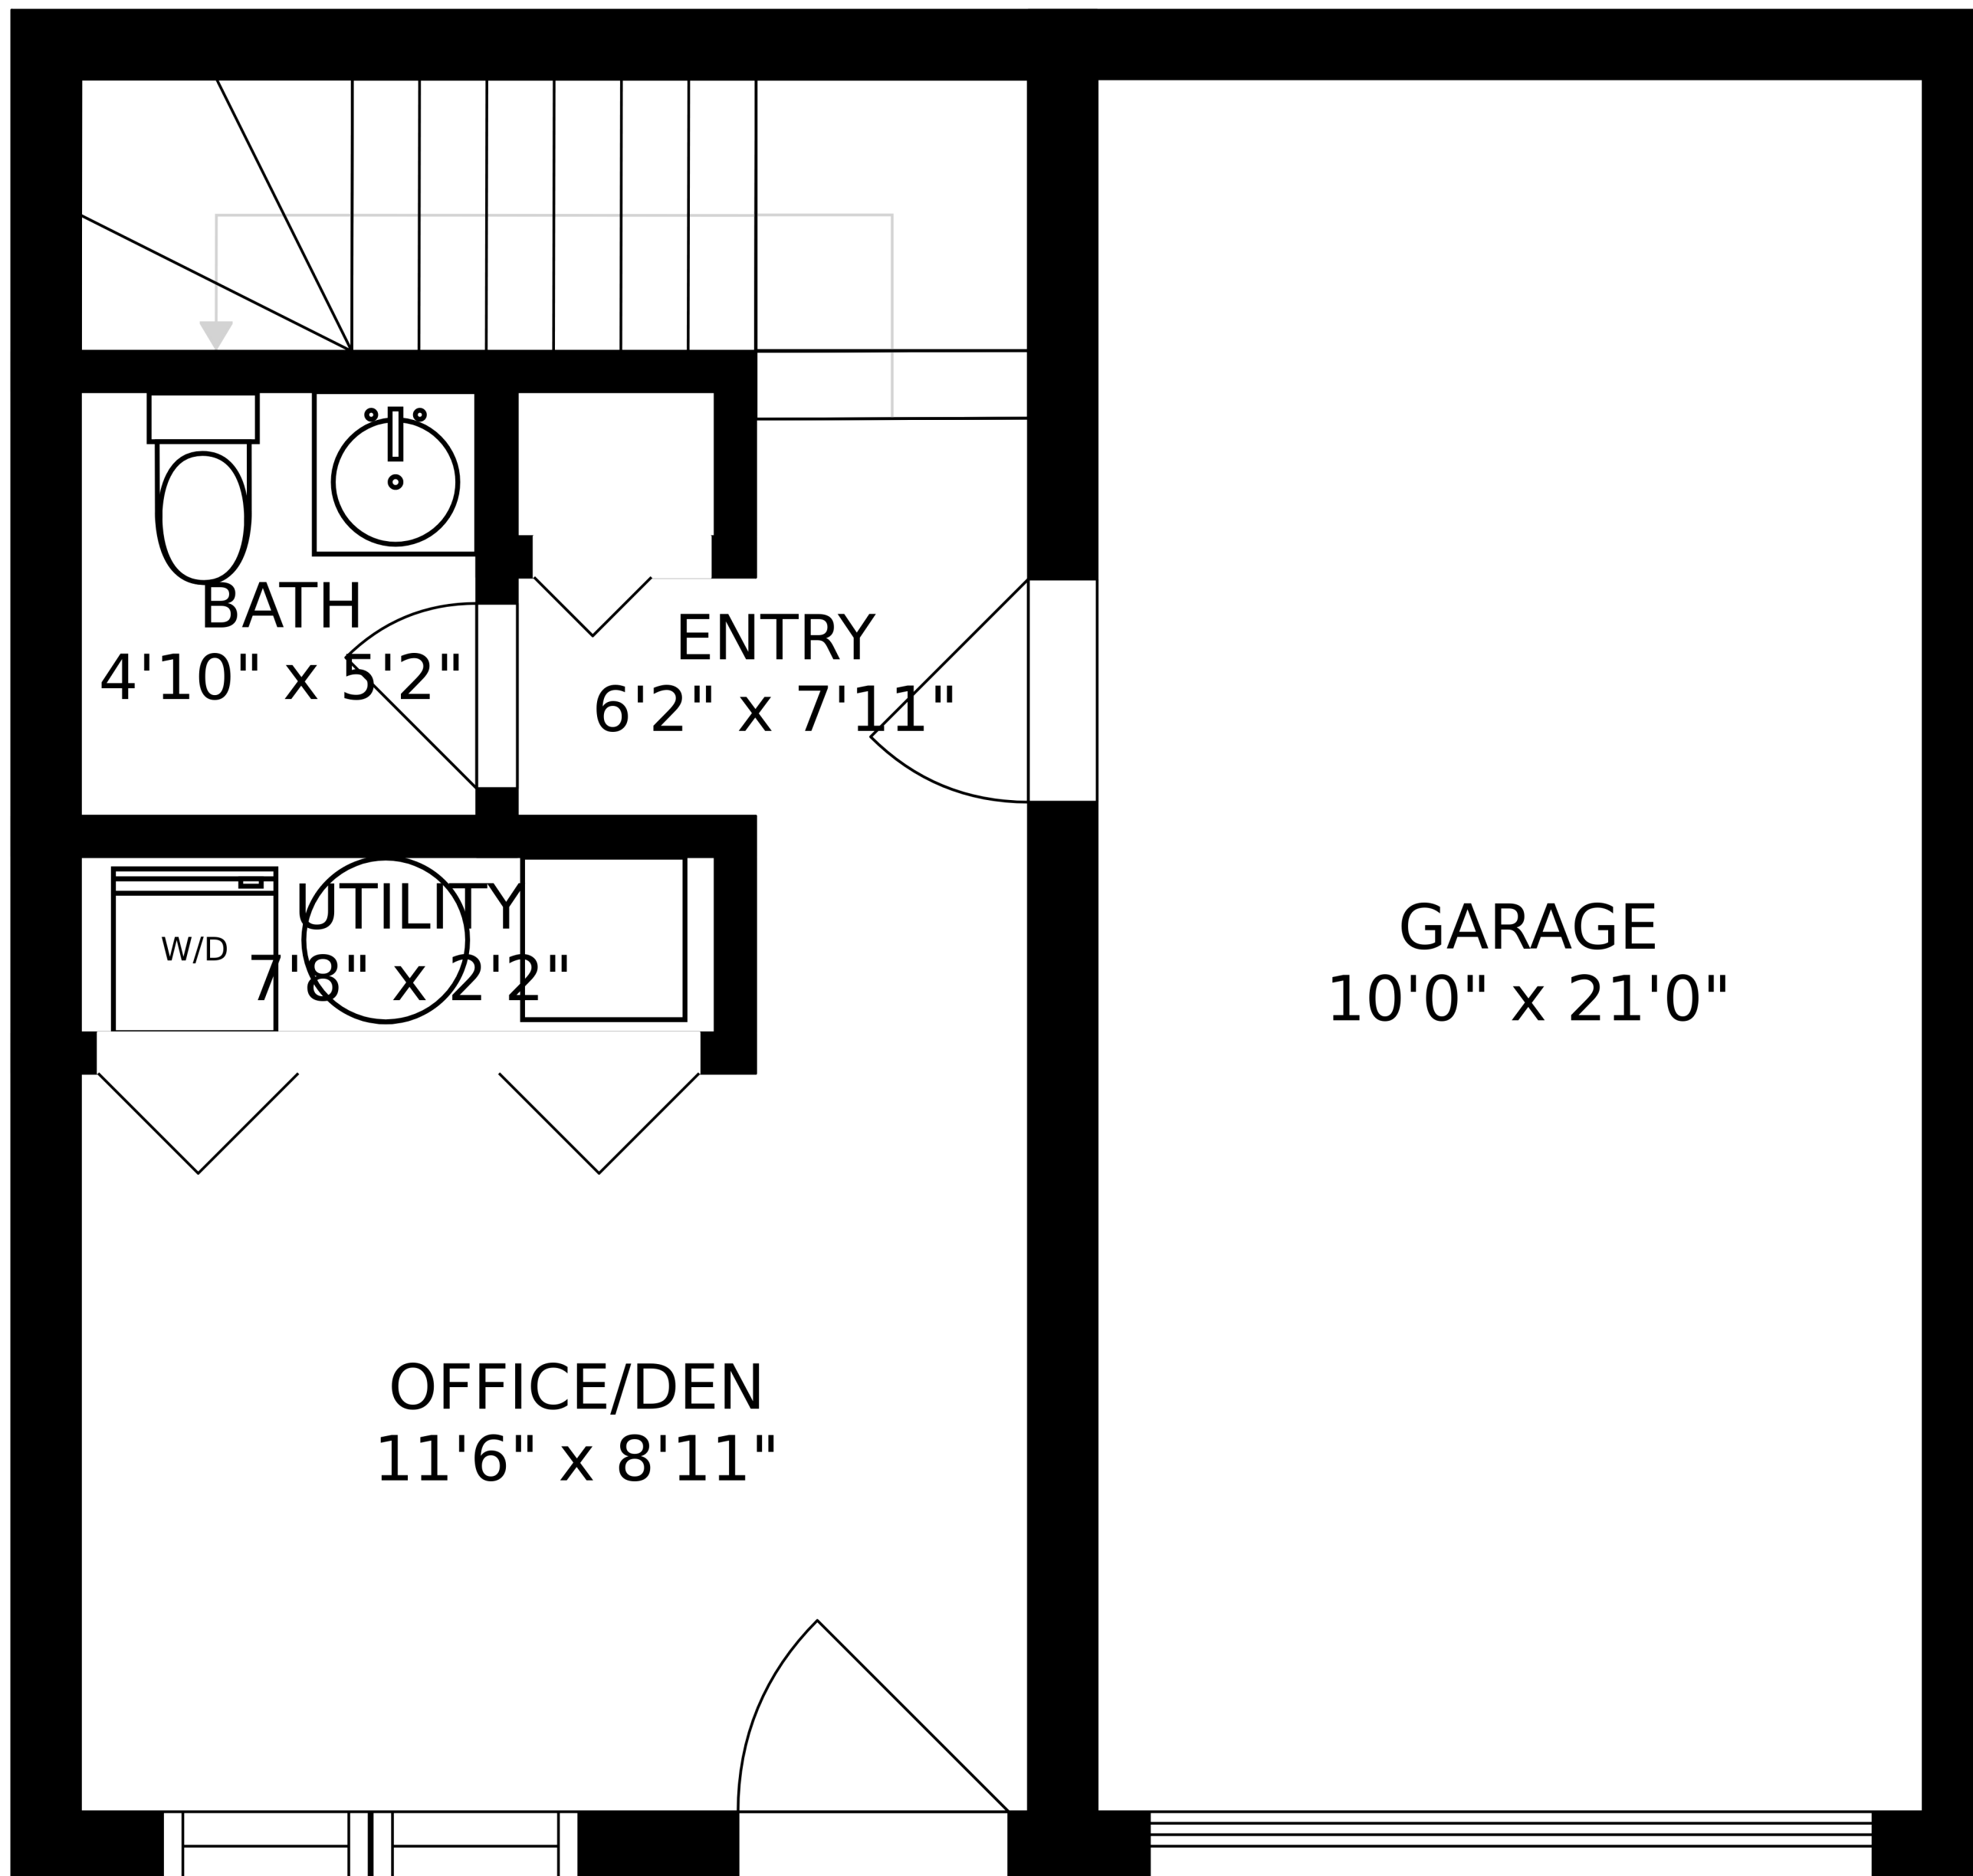 BATH
4'10" x 5'2"
ENTRY
6'2" x 7'11"
UTILITY
7'8" x 2'2"
W/D
GARAGE
10'0" x 21'0"
OFFICE/DEN
11'6" x 8'11"